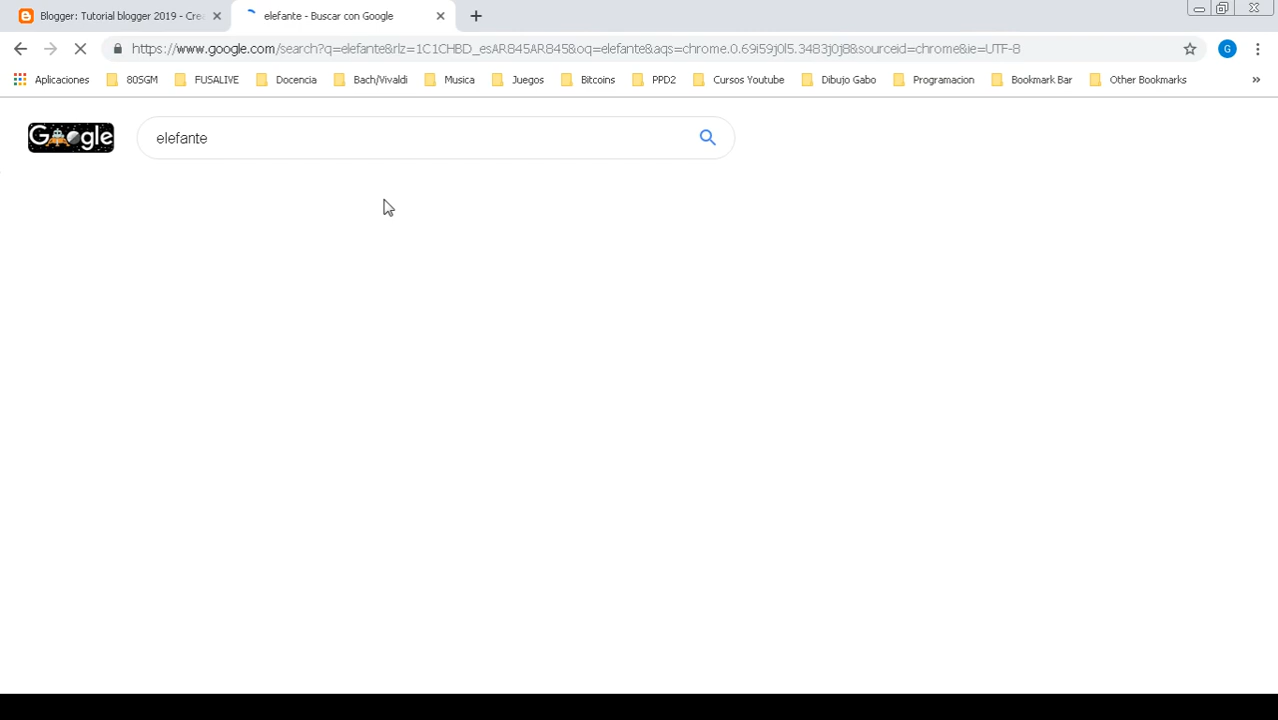 Blogger: Tutorial blogger 2019 - Crea
elefante - Buscar con Google
https://www.google.com/search?q=elefante&rlz=1C1CHBD_esAR845AR845&oq=elefante&aqs=chrome.0.69i59j0l5.3483j0j8&sourceid=chrome&ie=UTF-8
G
Aplicaciones 80SGM FUSALIVE Docencia Bach/Vivaldi Musica Juegos Bitcoins PPD2 Cursos Youtube Dibujo Gabo Programacion Bookmark Bar Other Bookmarks
Google
elefante